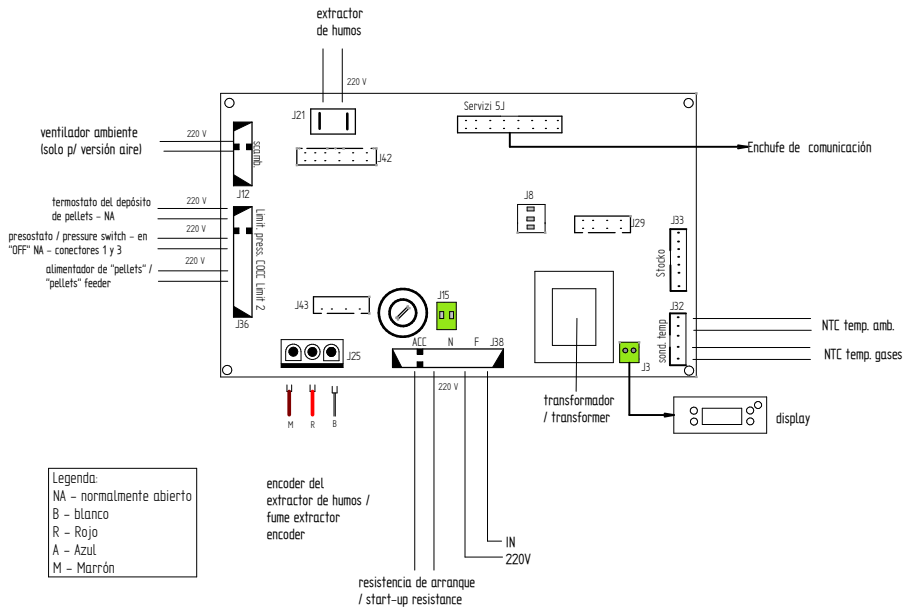 extractor
de humos
220 V
J21
Servizi 5J
J42
ventilador ambiente
(solo p/ versión aire)
220 V
scamb.
J12
Enchufe de comunicación
termostato del depósito
de pellets - NA
220 V
presostato / pressure switch - en
"OFF" NA - conectores 1 y 3
220 V
alimentador de "pellets" /
"pellets" feeder
220 V
Limit. press. COCC Limit 2
J36
J8
J29
J33
Stocko
J43
J15
J32
sond. temp
NTC temp. amb.
NTC temp. gases
J25
ACC N F J38
220 V
J3
M R B
transformador
/ transformer
display
Legenda:
NA - normalmente abierto
B - blanco
R - Rojo
A - Azul
M - Marrón
encoder del
extractor de humos /
fume extractor
encoder
IN
220V
resistencia de arranque
/ start-up resistance